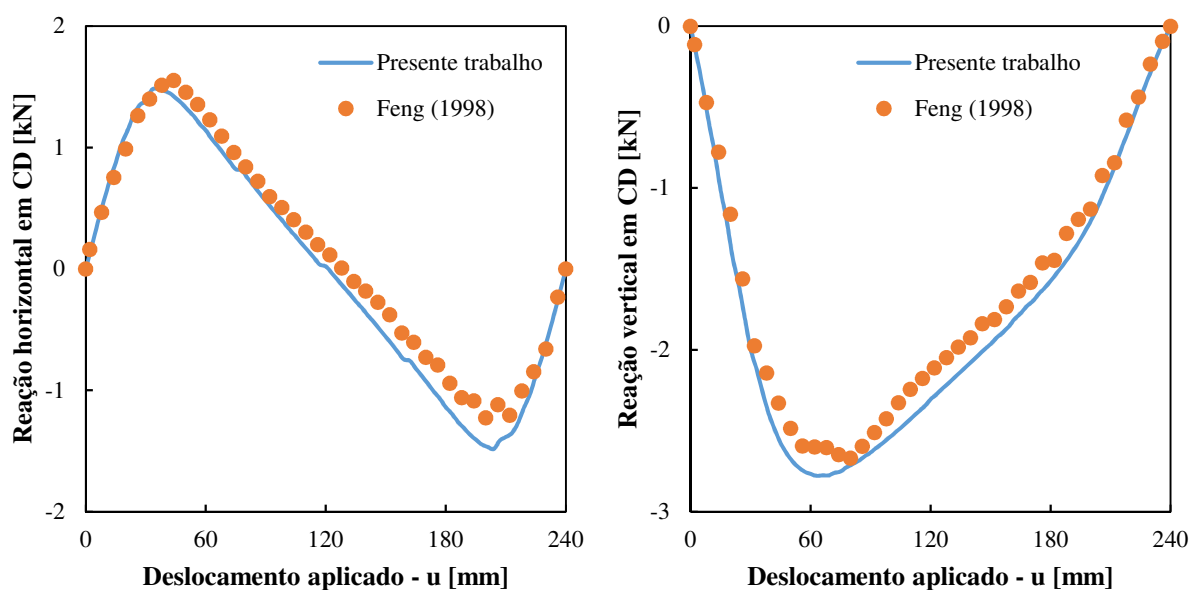 2
1
0
-1
-2
0
60
120
180
240
Reação horizontal em CD [kN]
Deslocamento aplicado - u [mm]
Presente trabalho
Feng (1998)
0
-1
-2
-3
0
60
120
180
240
Reação vertical em CD [kN]
Deslocamento aplicado - u [mm]
Presente trabalho
Feng (1998)